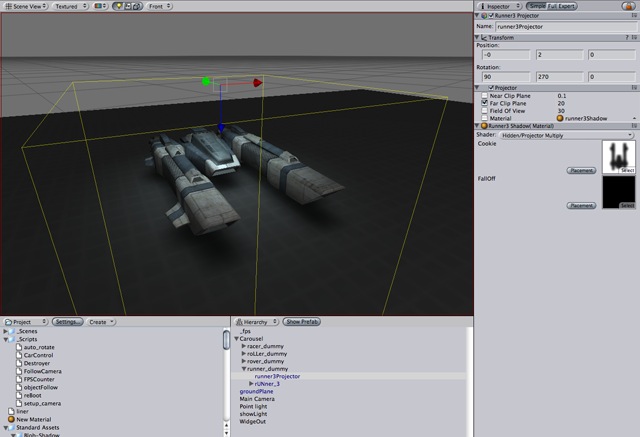 Scene View
Textured
Front
Inspector
Simple Full Expert
Runner3 Projector
Name: runner3Projector
Transform
Position:
-0 2 0
Rotation:
90 270 0
Projector
Near Clip Plane 0.1
Far Clip Plane 20
Field Of View 30
Material runner3Shadow
Runner3 Shadow( Material)
Shader: Hidden/Projector Multiply
Cookie
Placement
Select
FallOff
Placement
Select
Project Settings... Create
_Scenes
_Scripts
auto_rotate
CarControl
Destroyer
FollowCamera
FPSCounter
objectFollow
reBoot
setup_camera
liner
New Material
Standard Assets
Blob-Shadow
Hierarchy Show Prefab
_fps
Carousel
racer_dummy
roLLer_dummy
rover_dummy
runner_dummy
runner3Projector
rUNner_3
groundPlane
Main Camera
Point light
showLight
WidgeOut